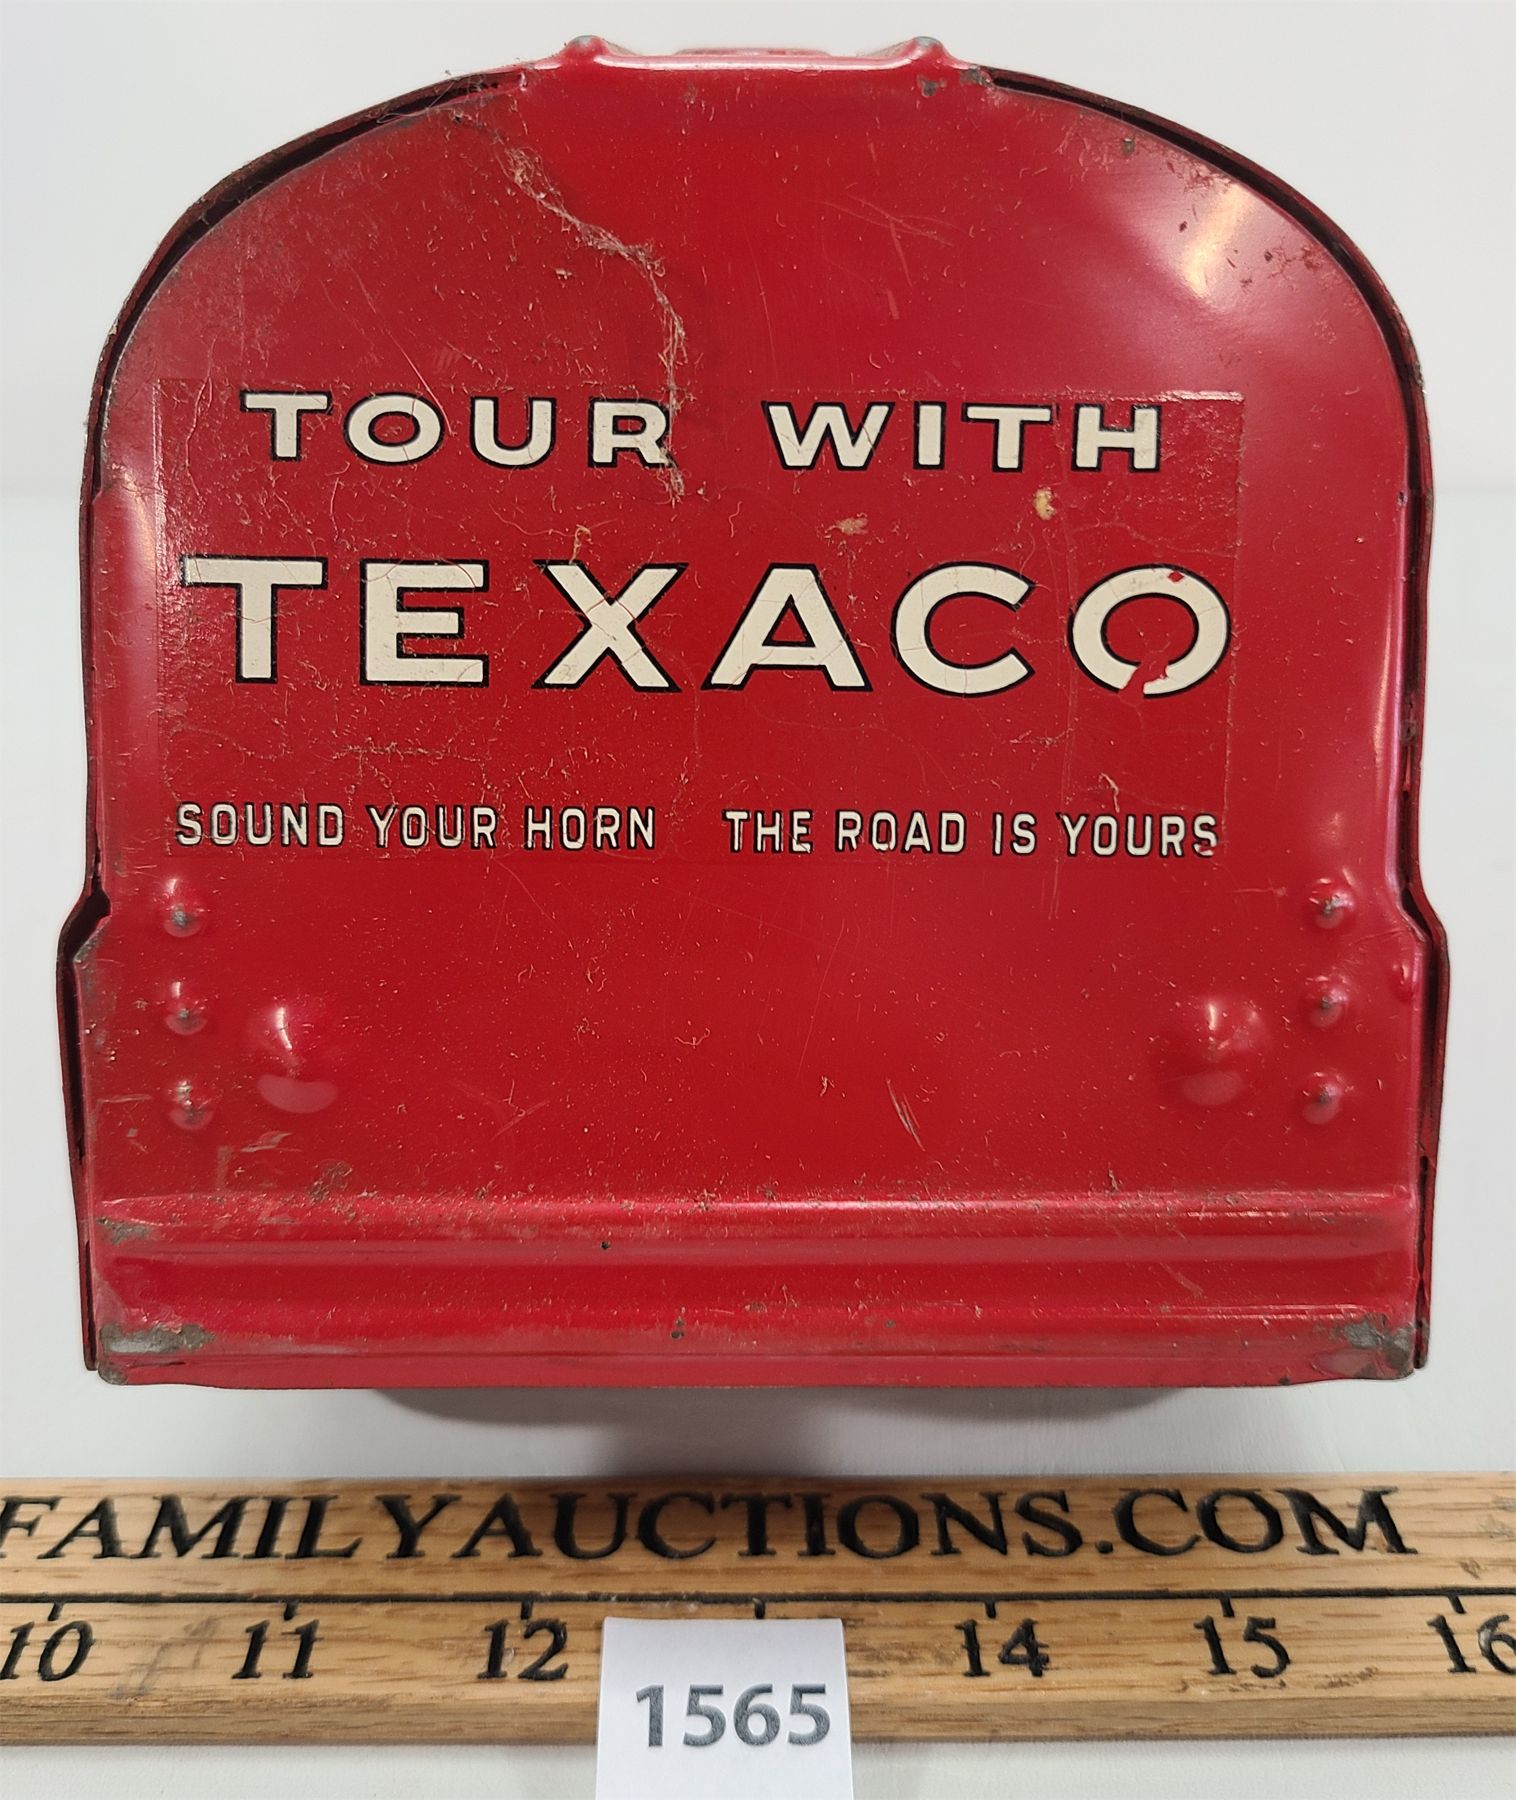 TOUR WITH
TEXACO
SOUND YOUR HORN THE ROAD IS YOURS
FAMILYAUCTIONS.COM
10 11 12 14 15 16
1565